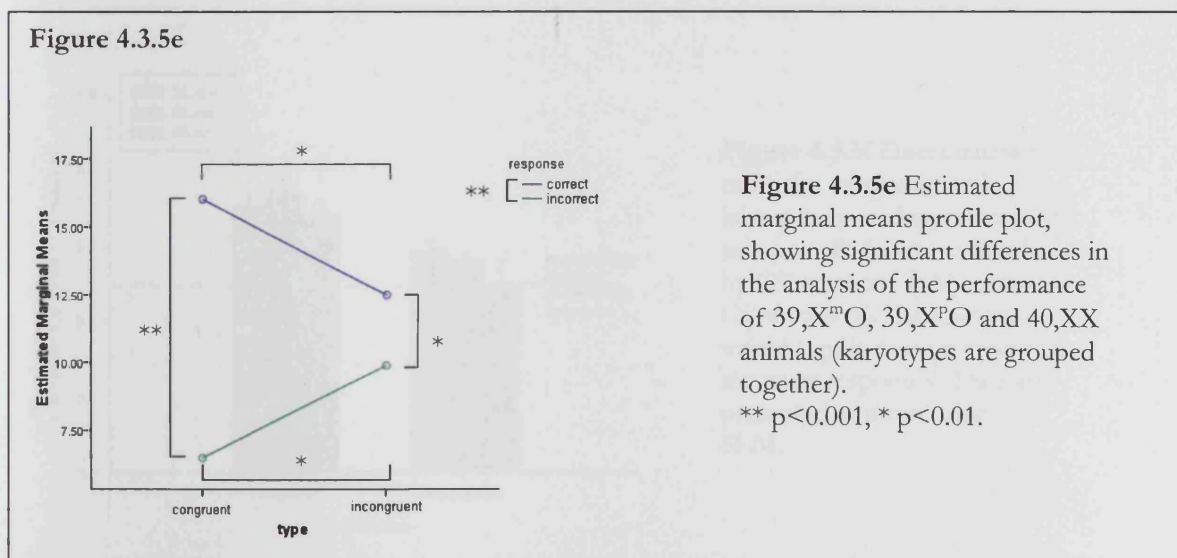 Figure 4.3.5e
17.50
15.00
12.50
10.00
7.50
Estimated Marginal Means
*
**
*
*
congruent
incongruent
type
response
** correct
incorrect
Figure 4.3.5e Estimated
marginal means profile plot,
showing significant differences in
the analysis of the performance
of 39,XᵐO, 39,XᵖO and 40,XX
animals (karyotypes are grouped
together).
** p<0.001, * p<0.01.